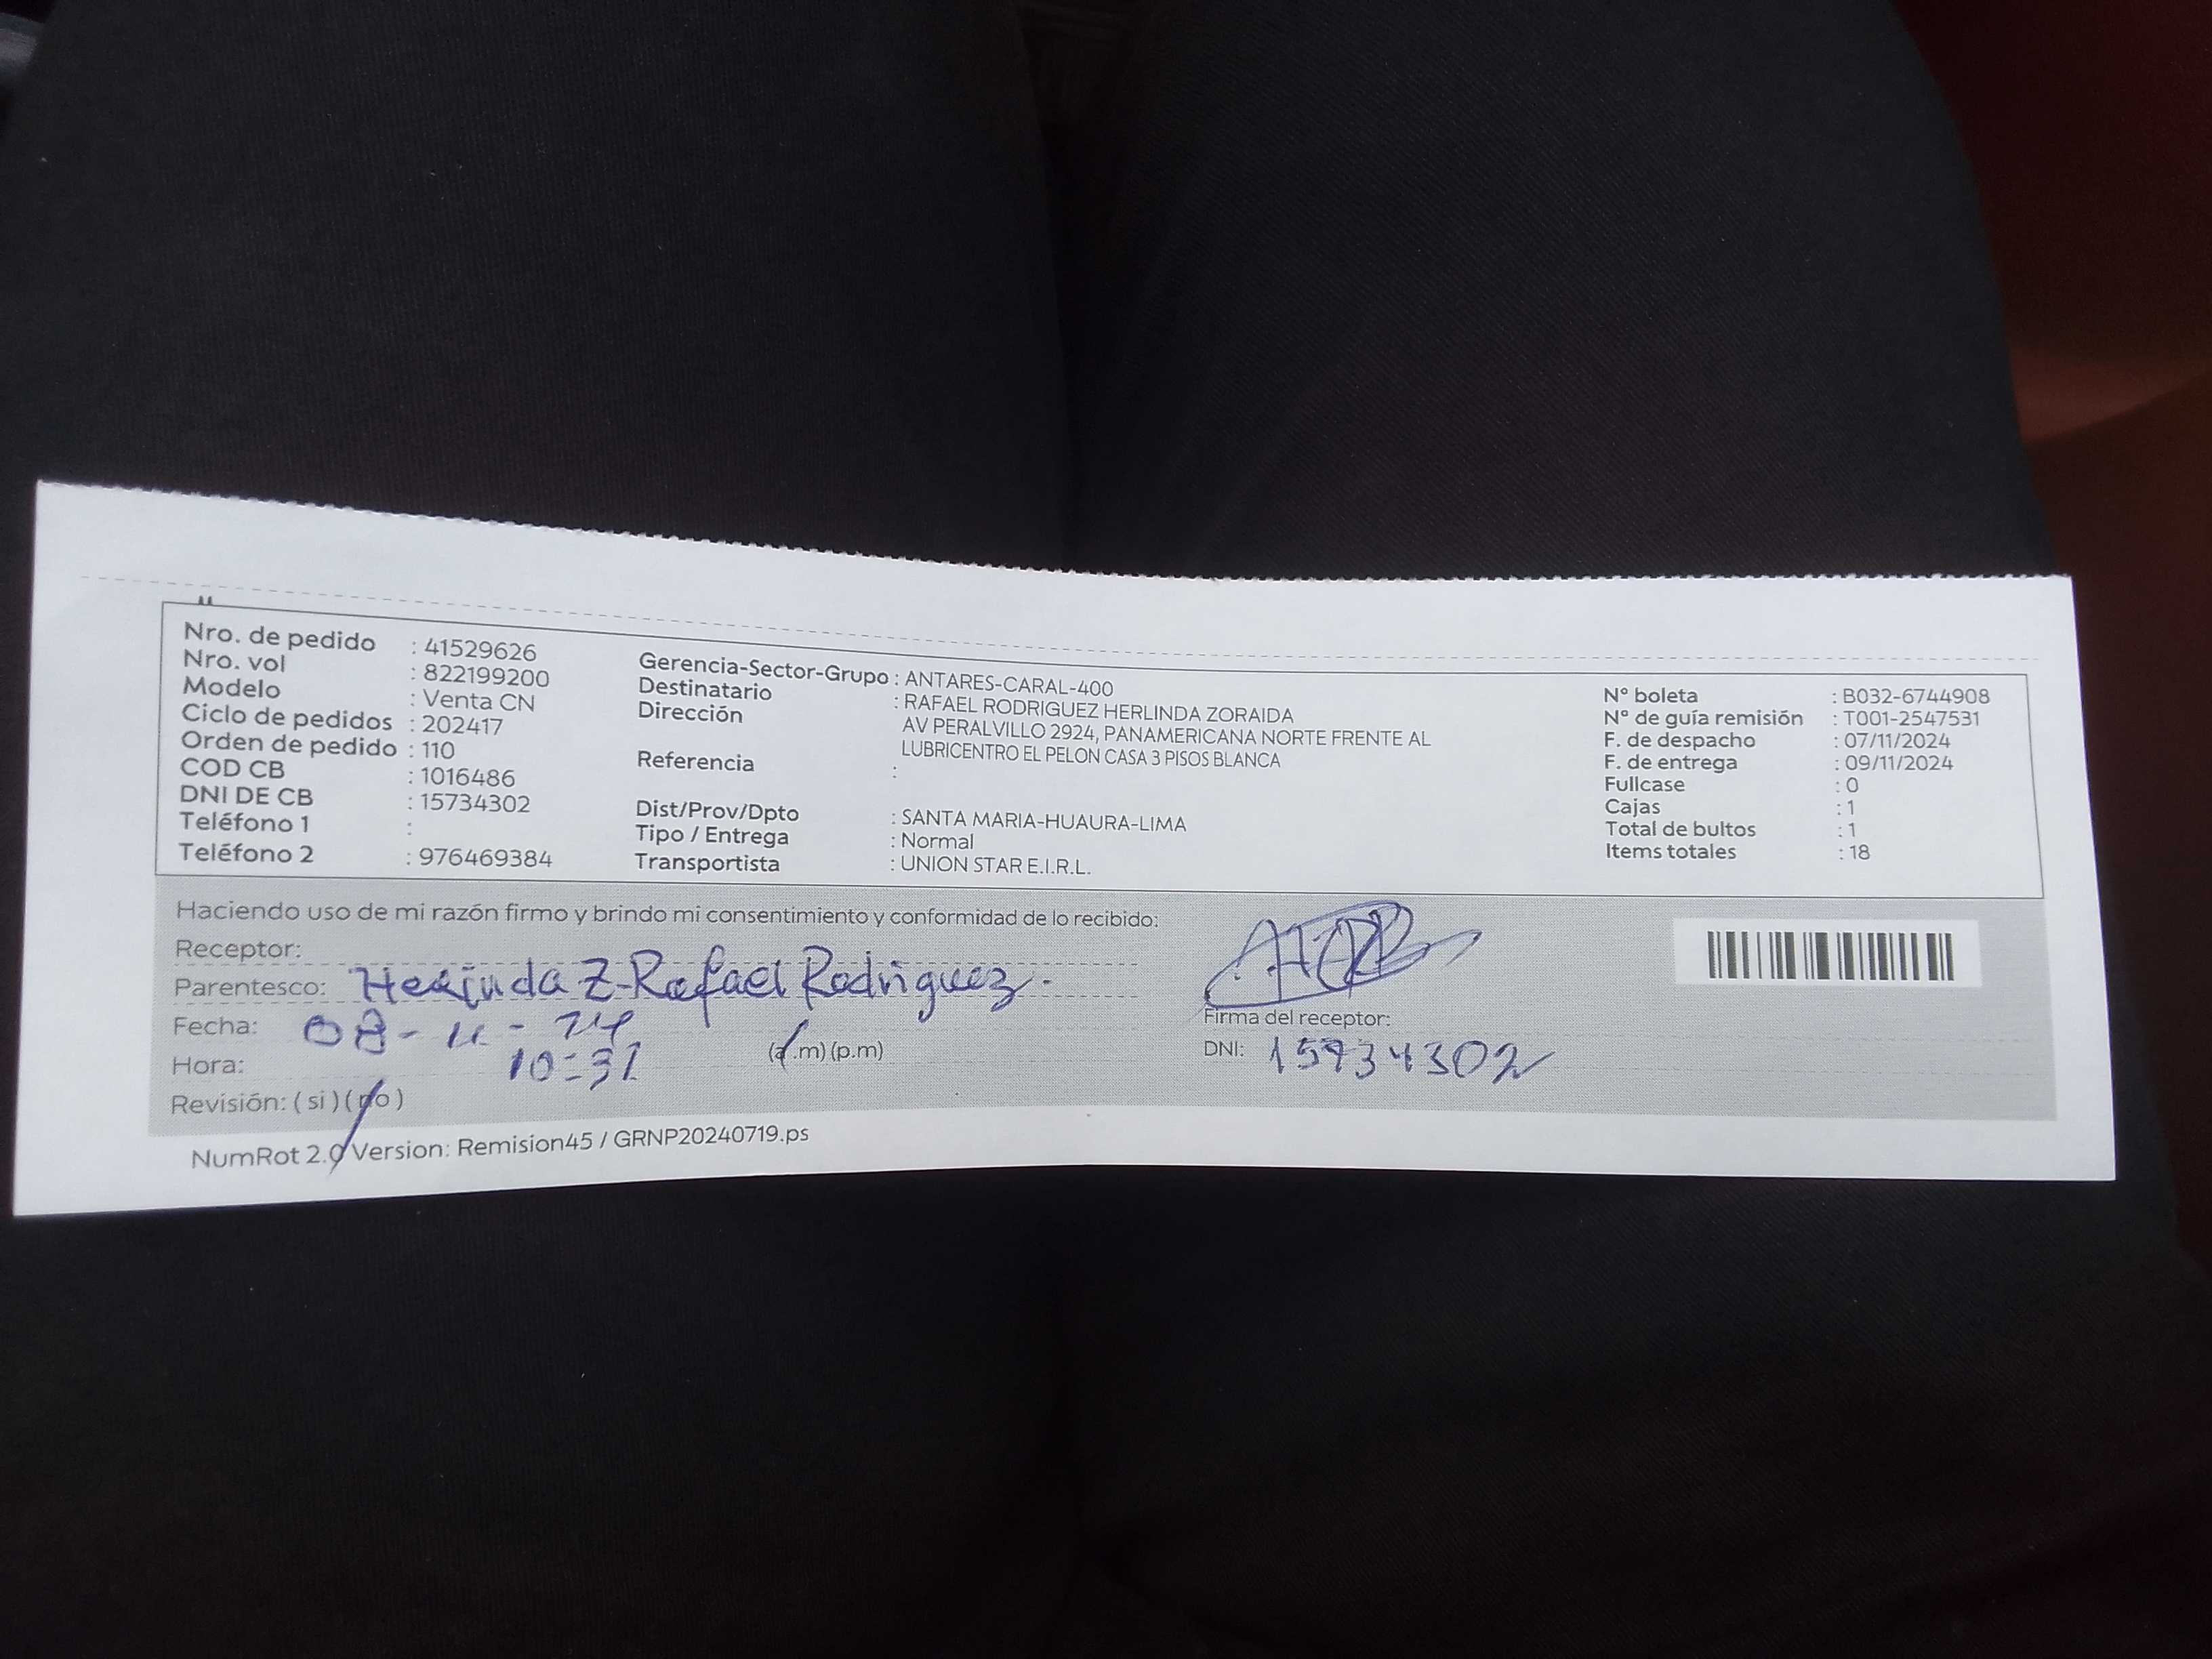 Nro. de pedido : 41529626
Nro. vol : 822199200
Modelo : Venta CN
Ciclo de pedidos : 202417
Orden de pedido : 110
COD CB : 1016486
DNI DE CB : 15734302
Teléfono 1 :
Teléfono 2 : 976469384
Gerencia-Sector-Grupo : ANTARES-CARAL-400
Destinatario : RAFAEL RODRIGUEZ HERLINDA ZORAIDA
Dirección AV PERALVILLO 2924, PANAMERICANA NORTE FRENTE AL
LUBRICENTRO EL PELON CASA 3 PISOS BLANCA
Referencia :
Dist/Prov/Dpto : SANTA MARIA-HUAURA-LIMA
Tipo / Entrega : Normal
Transportista : UNION STAR E.I.R.L.
N° boleta : B032-6744908
N° de guía remisión : T001-2547531
F. de despacho : 07/11/2024
F. de entrega : 09/11/2024
Fullcase : 0
Cajas : 1
Total de bultos : 1
Items totales : 18
Haciendo uso de mi razón firmo y brindo mi consentimiento y conformidad de lo recibido:
Receptor:
Parentesco: Herlinda Z. Rafael Rodriguez.
Fecha: 08-11-24
Hora: 10:31 (a.m) (p.m)
Revisión: ( si ) ( no )
Firma del receptor:
DNI: 15734302
NumRot 2.0 Version: Remision45 / GRNP20240719.ps